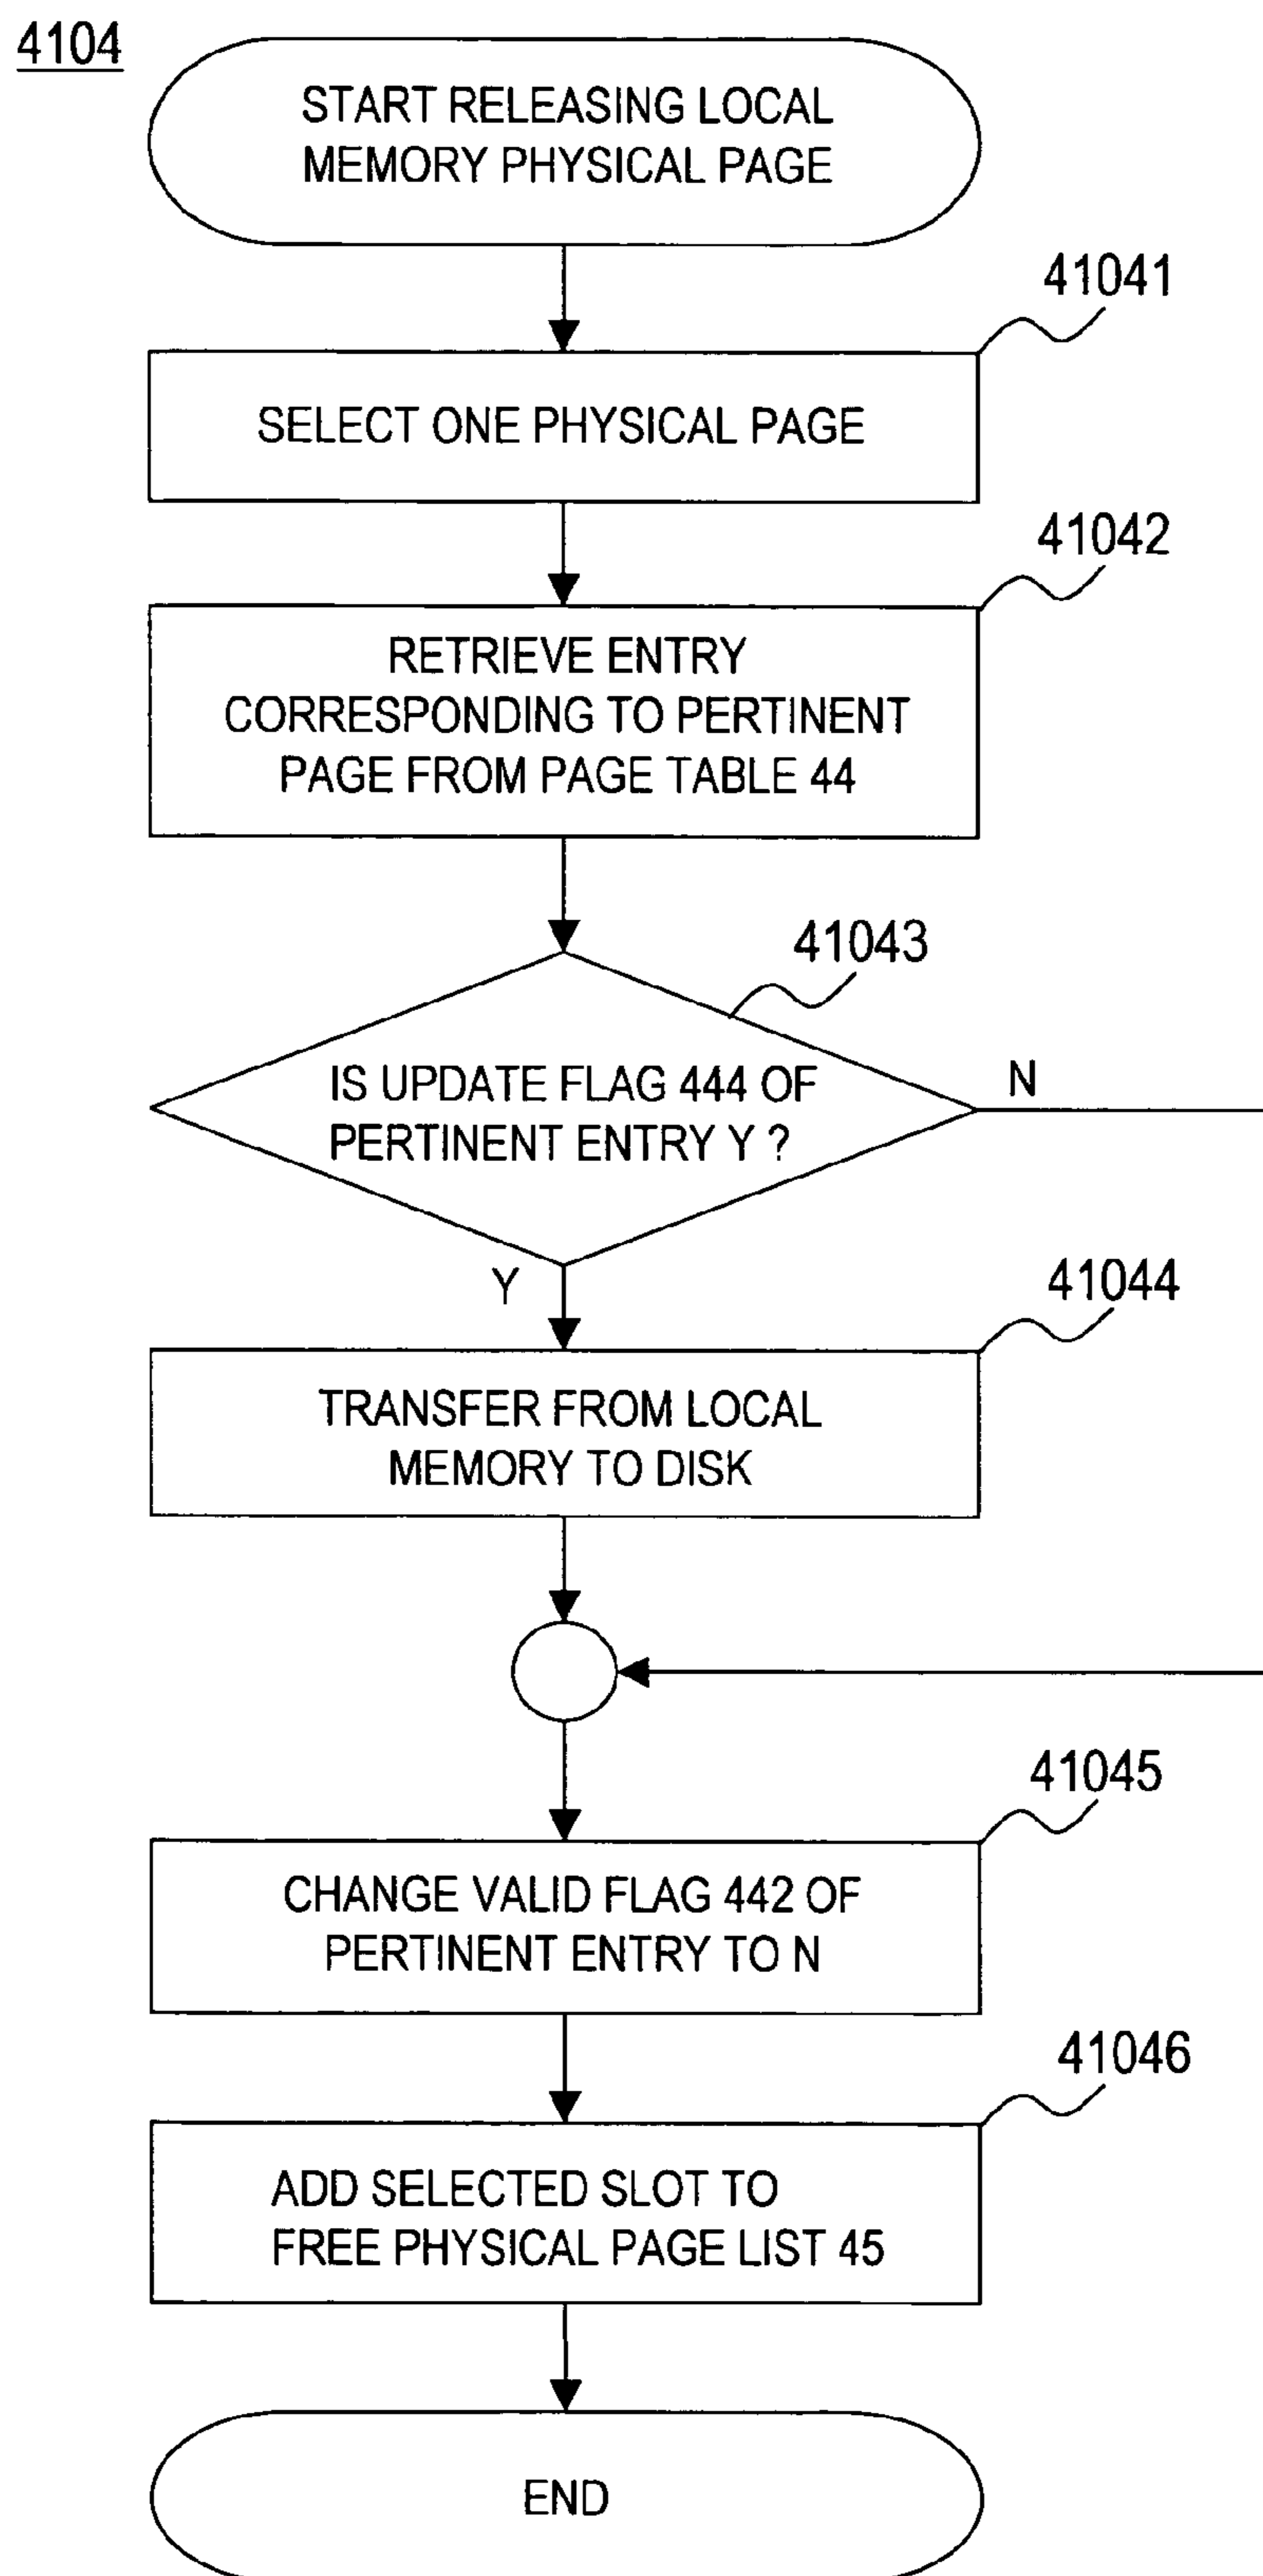 4104
START RELEASING LOCAL
MEMORY PHYSICAL PAGE
41041
SELECT ONE PHYSICAL PAGE
41042
RETRIEVE ENTRY
CORRESPONDING TO PERTINENT
PAGE FROM PAGE TABLE 44
41043
IS UPDATE FLAG 444 OF
PERTINENT ENTRY Y ?
N
Y
41044
TRANSFER FROM LOCAL
MEMORY TO DISK
41045
CHANGE VALID FLAG 442 OF
PERTINENT ENTRY TO N
41046
ADD SELECTED SLOT TO
FREE PHYSICAL PAGE LIST 45
END